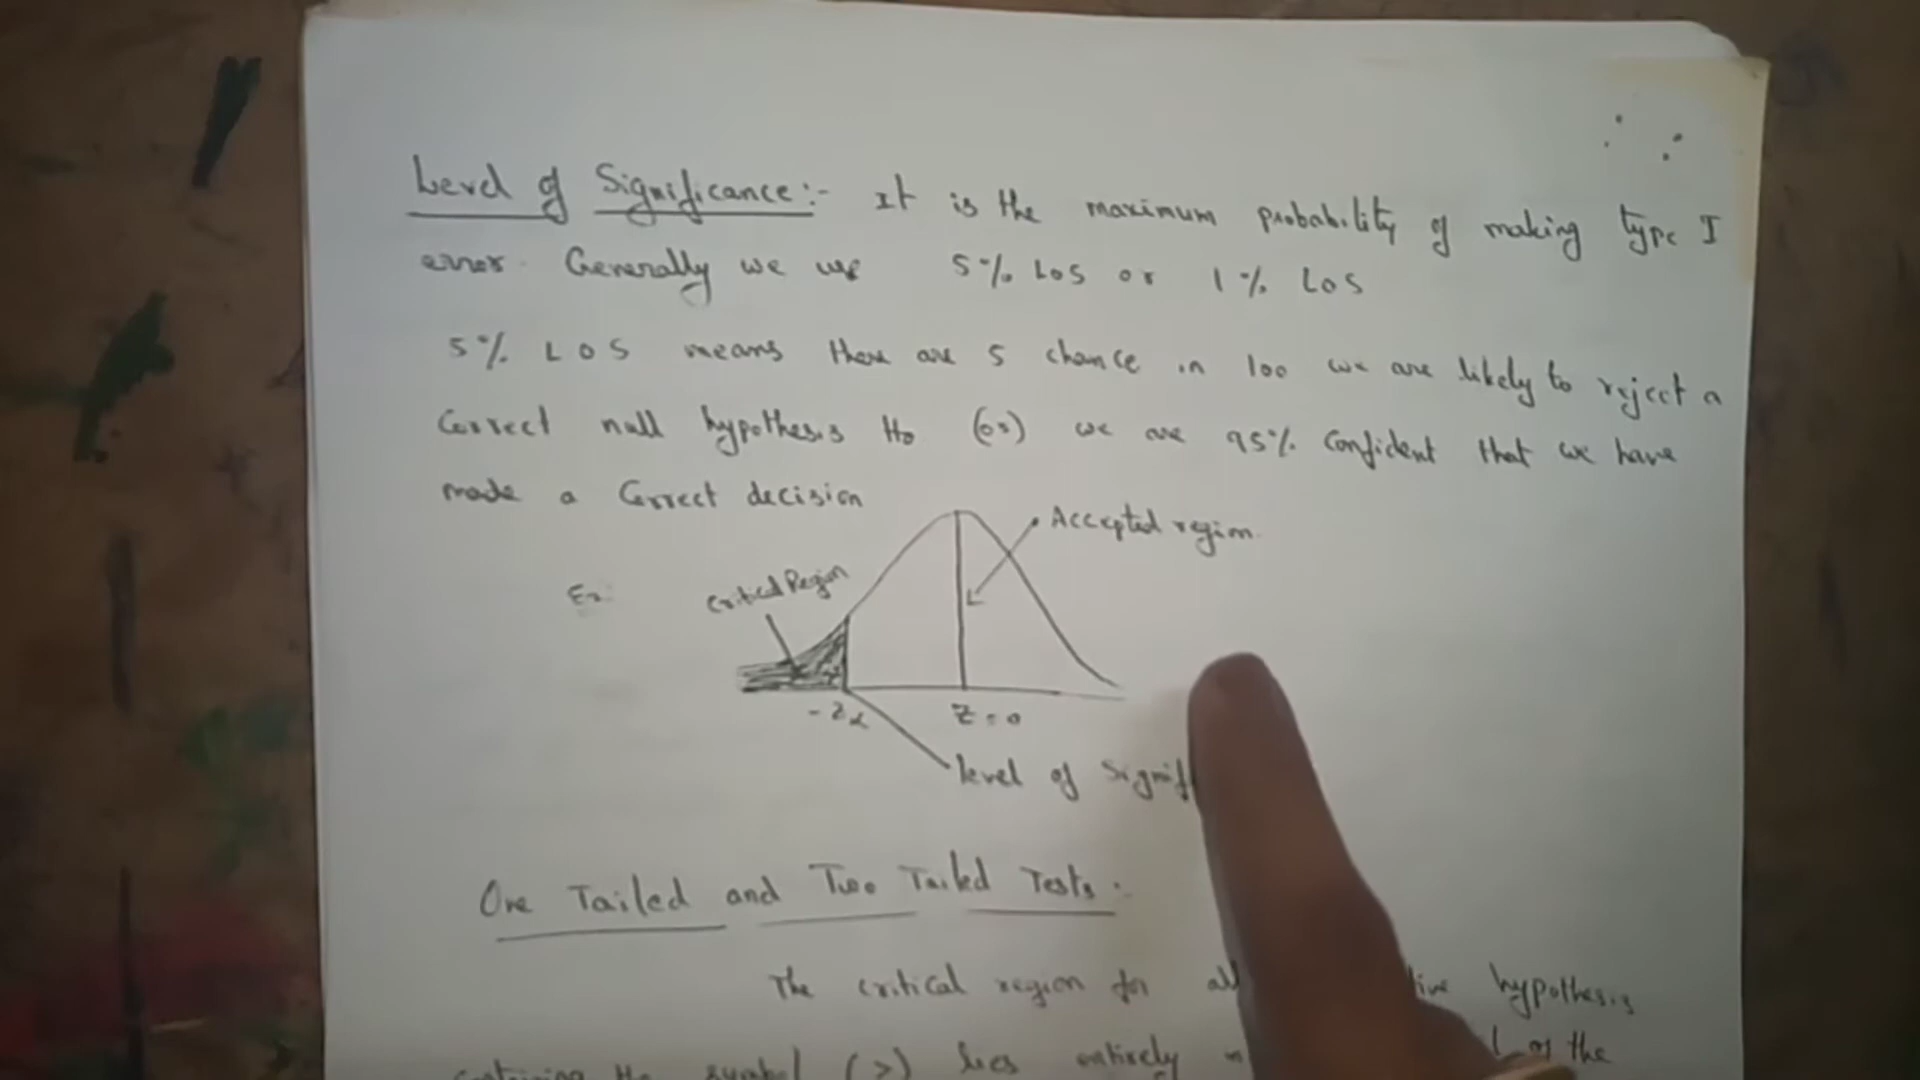 Level of Significance:- It is the maximum probability of making type I
error. Generally we use 5% LOS or 1% LOS
5% LOS means there are 5 chance in 100 we are likely to reject a
Correct null hypothesis H0 (or) we are 95% Confident that we have
made a Correct decision
Accepted region.
Ex:
Critical Region
-Zα Z=0
level of Signif
One Tailed and Two Tailed Tests:
The critical region for hypothesis
symbol (>) lies entirely in the